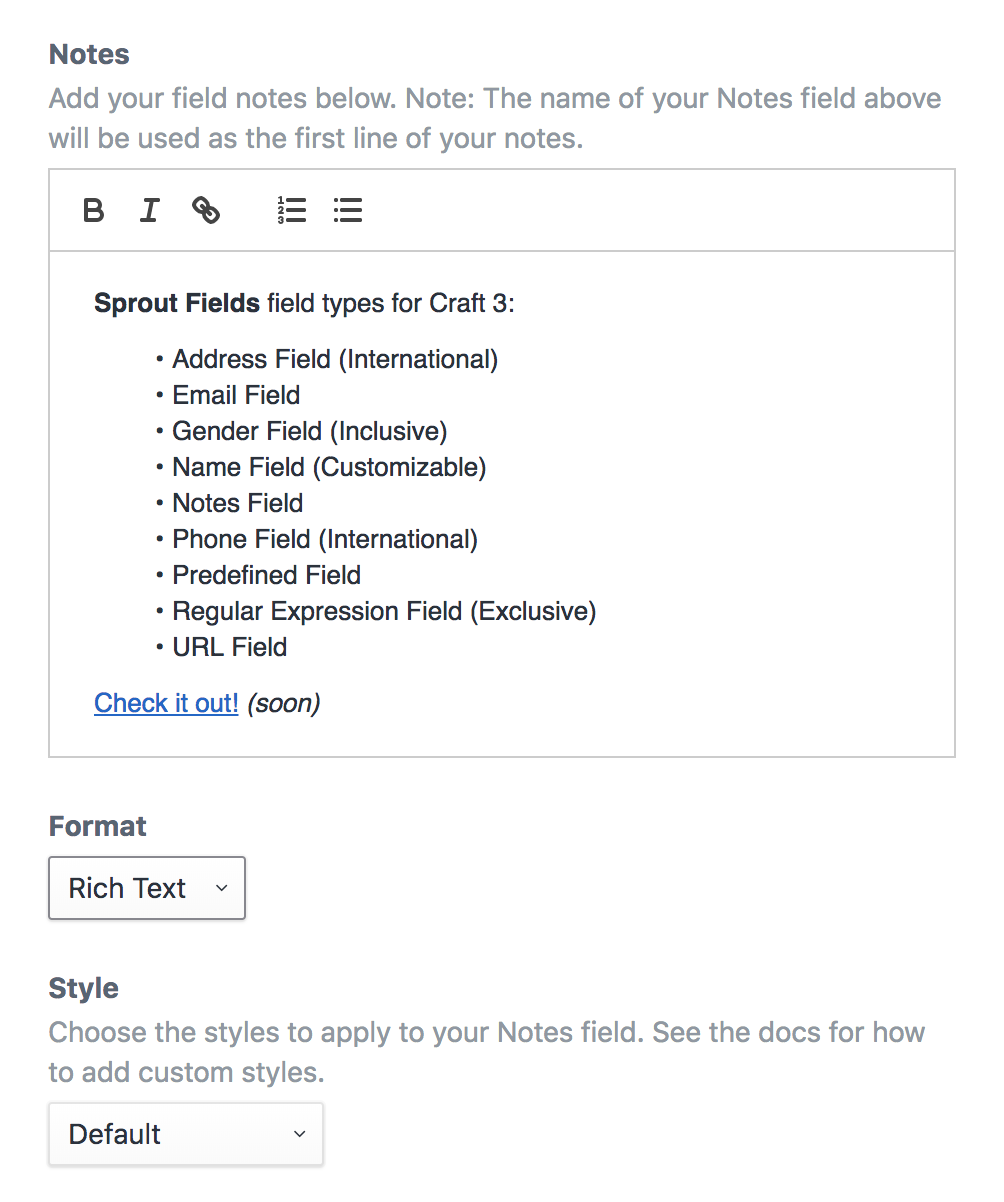 Notes
Add your field notes below. Note: The name of your Notes field above
will be used as the first line of your notes.
B I
1
2
3
Sprout Fields field types for Craft 3:
• Address Field (International)
• Email Field
• Gender Field (Inclusive)
• Name Field (Customizable)
• Notes Field
• Phone Field (International)
• Predefined Field
• Regular Expression Field (Exclusive)
• URL Field
Check it out! (soon)
Format
Rich Text
Style
Choose the styles to apply to your Notes field. See the docs for how
to add custom styles.
Default